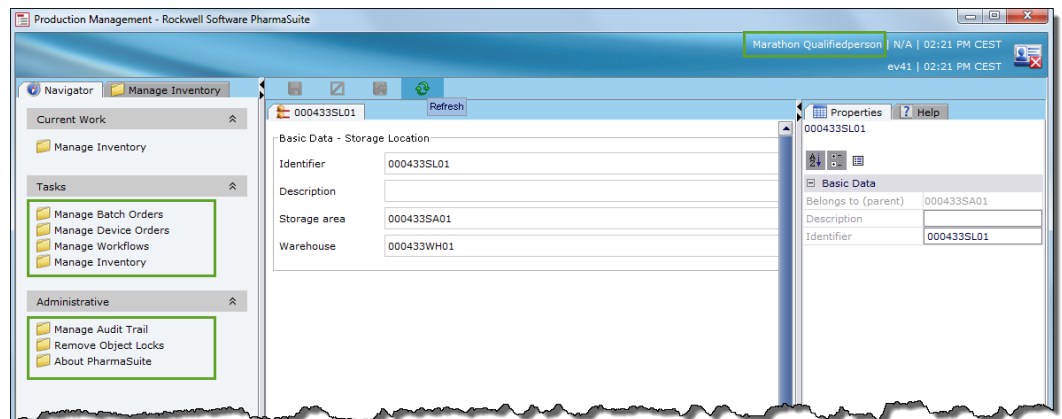 Production Management - Rockwell Software PharmaSuite
Marathon Qualifiedperson | N/A | 02:21 PM CEST
ev41 | 02:21 PM CEST
Navigator
Manage Inventory
Current Work
Manage Inventory
Tasks
Manage Batch Orders
Manage Device Orders
Manage Workflows
Manage Inventory
Administrative
Manage Audit Trail
Remove Object Locks
About PharmaSuite
Refresh
000433SL01
Basic Data - Storage Location
Identifier 000433SL01
Description
Storage area 000433SA01
Warehouse 000433WH01
Properties
? Help
000433SL01
Basic Data
Belongs to (parent) 000433SA01
Description
Identifier 000433SL01